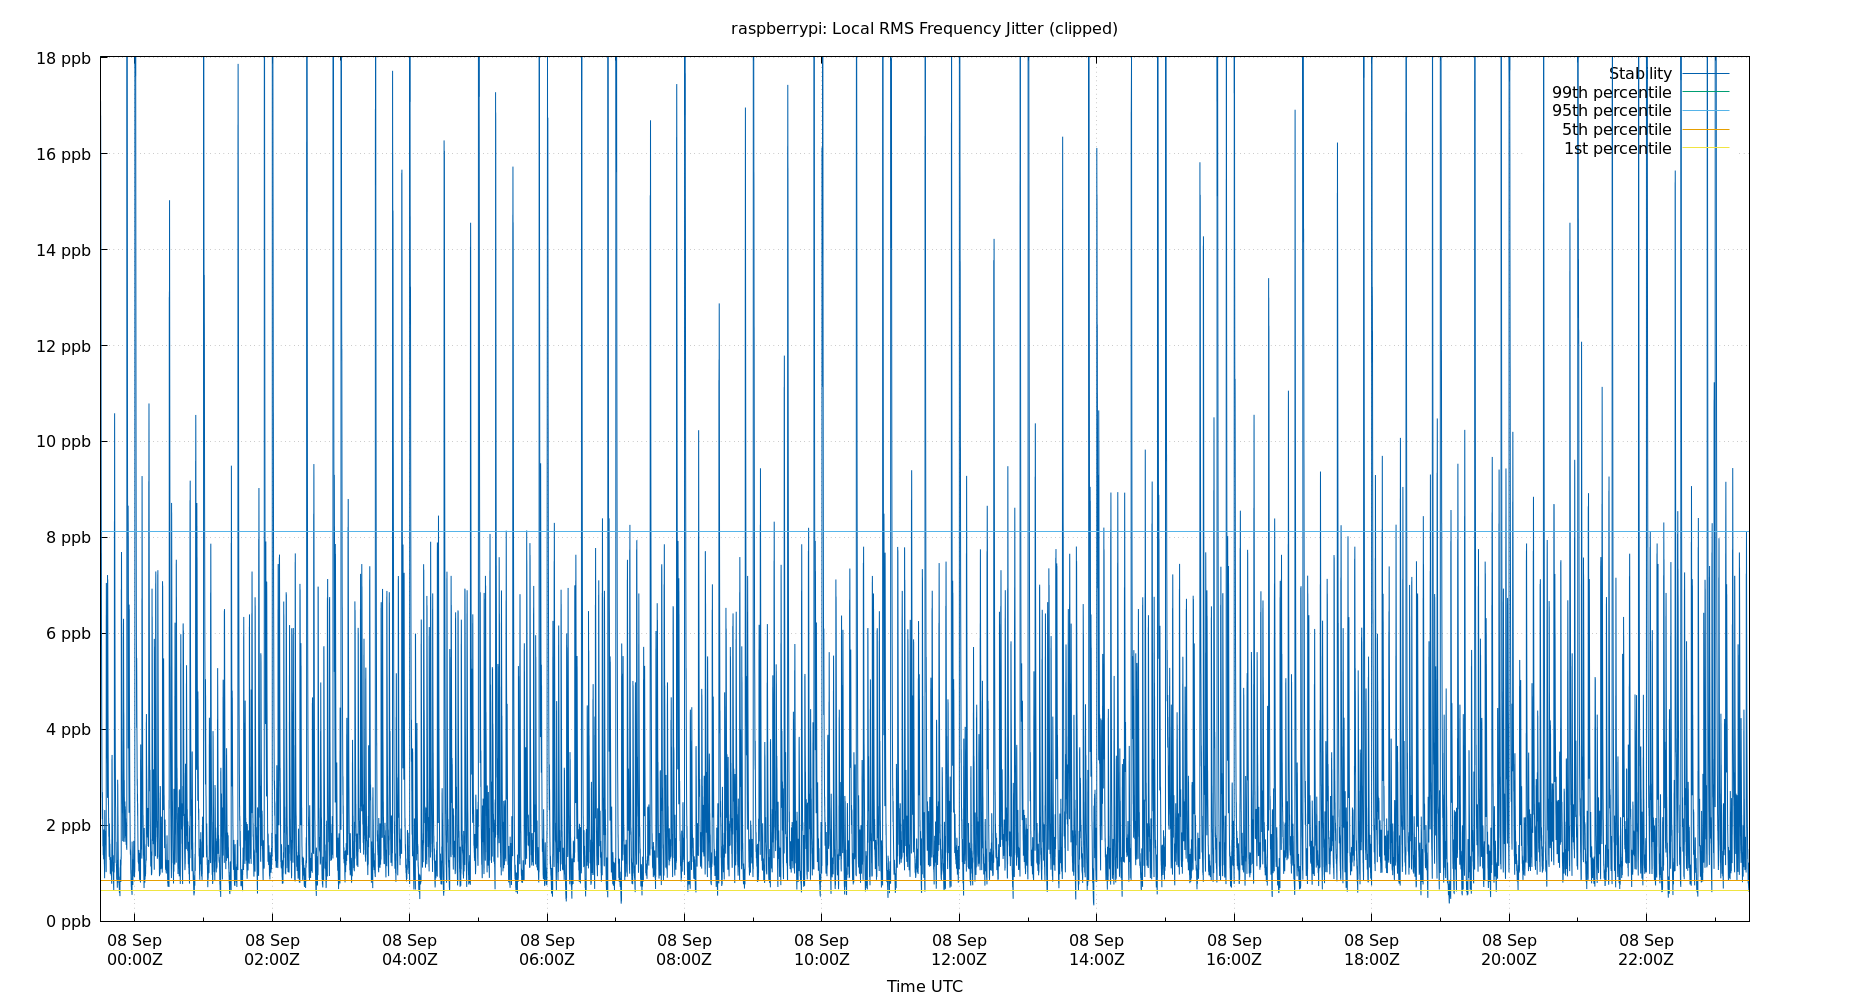 raspberrypi: Local RMS Frequency Jitter (clipped)
18 ppb
16 ppb
14 ppb
12 ppb
10 ppb
8 ppb
6 ppb
4 ppb
2 ppb
0 ppb
Stability
99th percentile
95th percentile
5th percentile
1st percentile
08 Sep
00:00Z
08 Sep
02:00Z
08 Sep
04:00Z
08 Sep
06:00Z
08 Sep
08:00Z
08 Sep
10:00Z
08 Sep
12:00Z
08 Sep
14:00Z
08 Sep
16:00Z
08 Sep
18:00Z
08 Sep
20:00Z
08 Sep
22:00Z
Time UTC